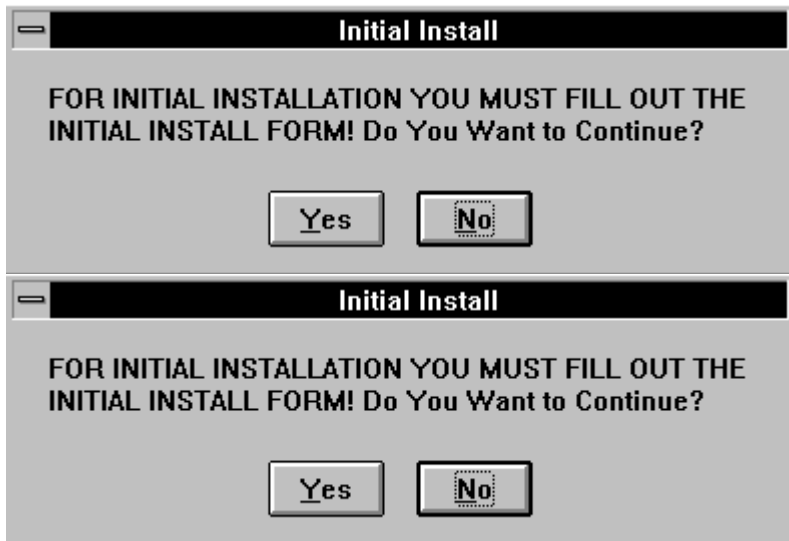 Initial Install
FOR INITIAL INSTALLATION YOU MUST FILL OUT THE
INITIAL INSTALL FORM! Do You Want to Continue?
Yes No
Initial Install
FOR INITIAL INSTALLATION YOU MUST FILL OUT THE
INITIAL INSTALL FORM! Do You Want to Continue?
Yes No